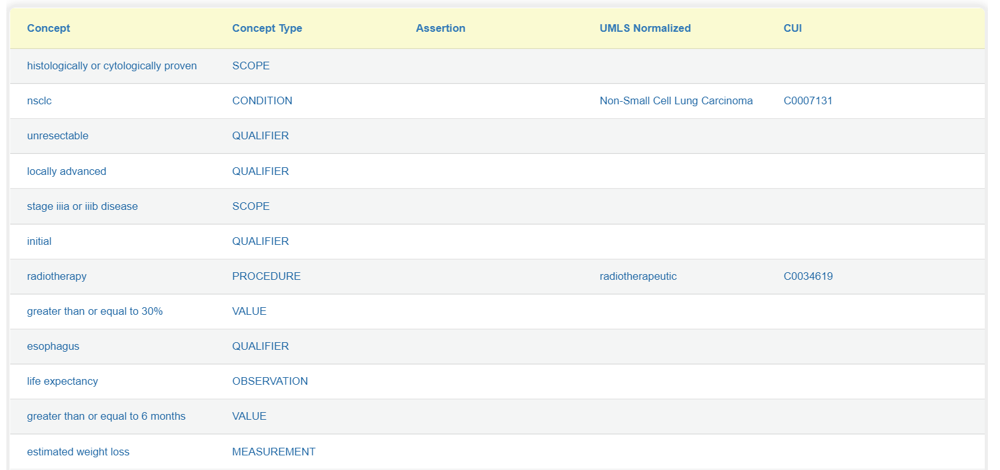 Concept Concept Type Assertion UMLS Normalized CUI
histologically or cytologically proven SCOPE
nsclc CONDITION Non-Small Cell Lung Carcinoma C0007131
unresectable QUALIFIER
locally advanced QUALIFIER
stage iiia or iiib disease SCOPE
initial QUALIFIER
radiotherapy PROCEDURE radiotherapeutic C0034619
greater than or equal to 30% VALUE
esophagus QUALIFIER
life expectancy OBSERVATION
greater than or equal to 6 months VALUE
estimated weight loss MEASUREMENT